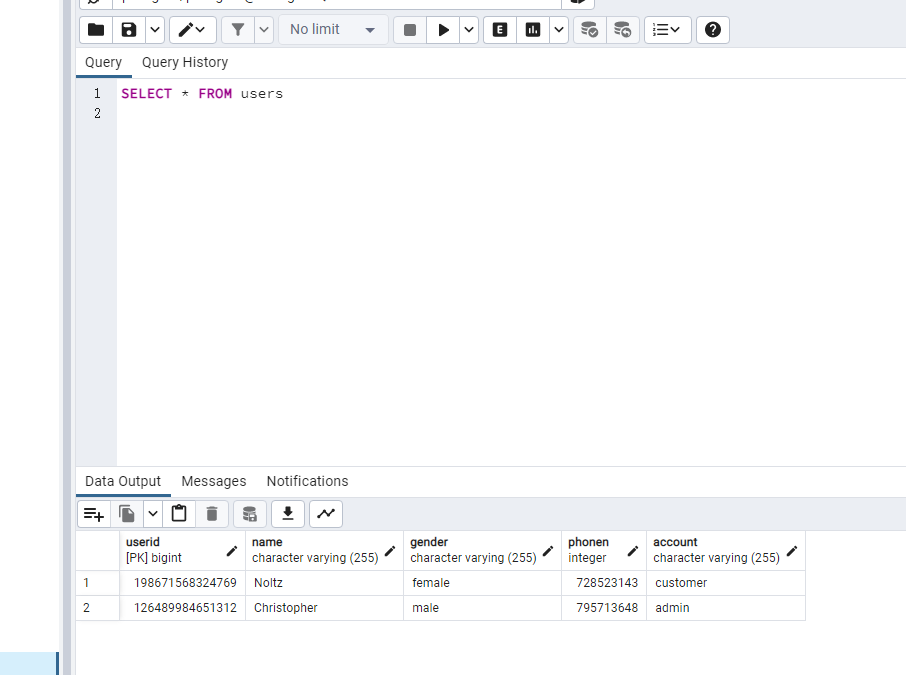 No limit
E
Query Query History
1 SELECT * FROM users
2
Data Output Messages Notifications
userid name gender phonen account
[PK] bigint character varying (255) character varying (255) integer character varying (255)
1 198671568324769 Noltz female 728523143 customer
2 126489984651312 Christopher male 795713648 admin